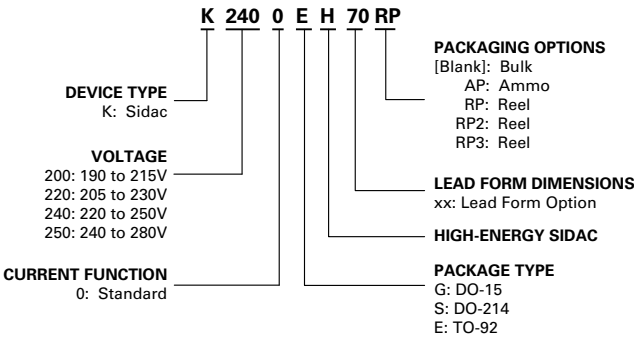 K 240 0 E H 70 RP
DEVICE TYPE
K: Sidac
VOLTAGE
200: 190 to 215V
220: 205 to 230V
240: 220 to 250V
250: 240 to 280V
CURRENT FUNCTION
0: Standard
PACKAGING OPTIONS
[Blank]: Bulk
AP: Ammo
RP: Reel
RP2: Reel
RP3: Reel
LEAD FORM DIMENSIONS
xx: Lead Form Option
HIGH-ENERGY SIDAC
PACKAGE TYPE
G: DO-15
S: DO-214
E: TO-92